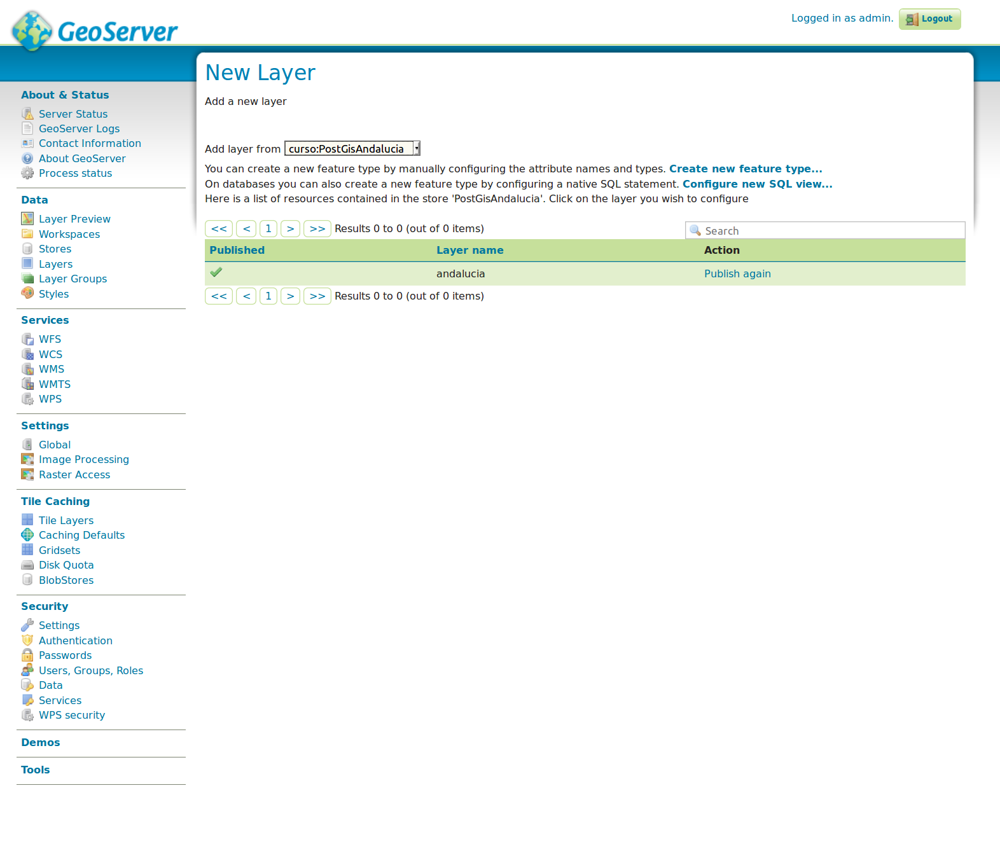 GeoServer
Logged in as admin. Logout
About & Status
Server Status
GeoServer Logs
Contact Information
About GeoServer
Process status
Data
Layer Preview
Workspaces
Stores
Layers
Layer Groups
Styles
Services
WFS
WCS
WMS
WMTS
WPS
Settings
Global
Image Processing
Raster Access
Tile Caching
Tile Layers
Caching Defaults
Gridsets
Disk Quota
BlobStores
Security
Settings
Authentication
Passwords
Users, Groups, Roles
Data
Services
WPS security
Demos
Tools
New Layer
Add a new layer
Add layer from curso:PostGisAndalucia
You can create a new feature type by manually configuring the attribute names and types. Create new feature type...
On databases you can also create a new feature type by configuring a native SQL statement. Configure new SQL view...
Here is a list of resources contained in the store 'PostGisAndalucia'. Click on the layer you wish to configure
<< < 1 > >> Results 0 to 0 (out of 0 items) Search
Published Layer name Action
andalucia Publish again
<< < 1 > >> Results 0 to 0 (out of 0 items)